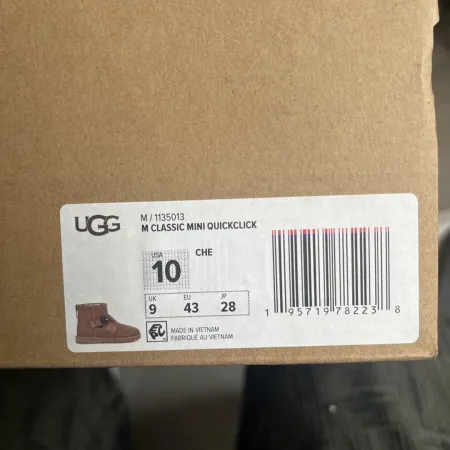 UGG
M / 1135013
M CLASSIC MINI QUICKCLICK
USA
10
CHE
UK EU JP
9 43 28
MADE IN VIETNAM
FABRIQUÉ AU VIETNAM
1 95719 78223 8